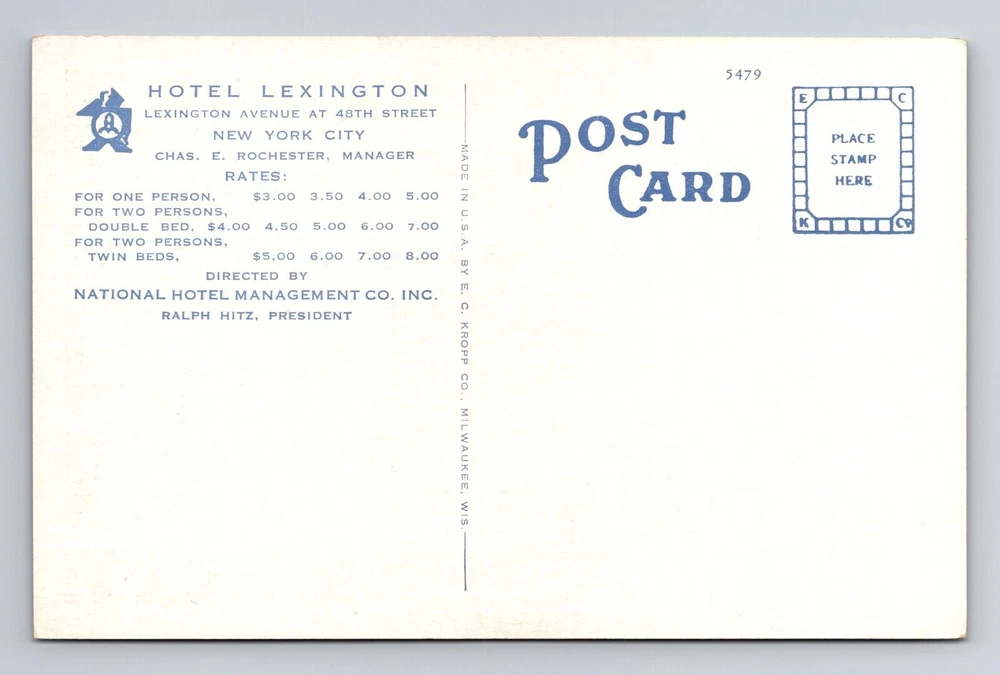 HOTEL LEXINGTON
LEXINGTON AVENUE AT 48TH STREET
NEW YORK CITY
CHAS. E. ROCHESTER, MANAGER
RATES:
FOR ONE PERSON, $3.00 3.50 4.00 5.00
FOR TWO PERSONS,
DOUBLE BED, $4.00 4.50 5.00 6.00 7.00
FOR TWO PERSONS,
TWIN BEDS, $5.00 6.00 7.00 8.00
DIRECTED BY
NATIONAL HOTEL MANAGEMENT CO. INC.
RALPH HITZ, PRESIDENT
MADE IN U.S.A. BY E. C. KROPP CO., MILWAUKEE, WIS.
5479
POST
CARD
E C
PLACE
STAMP
HERE
K Co